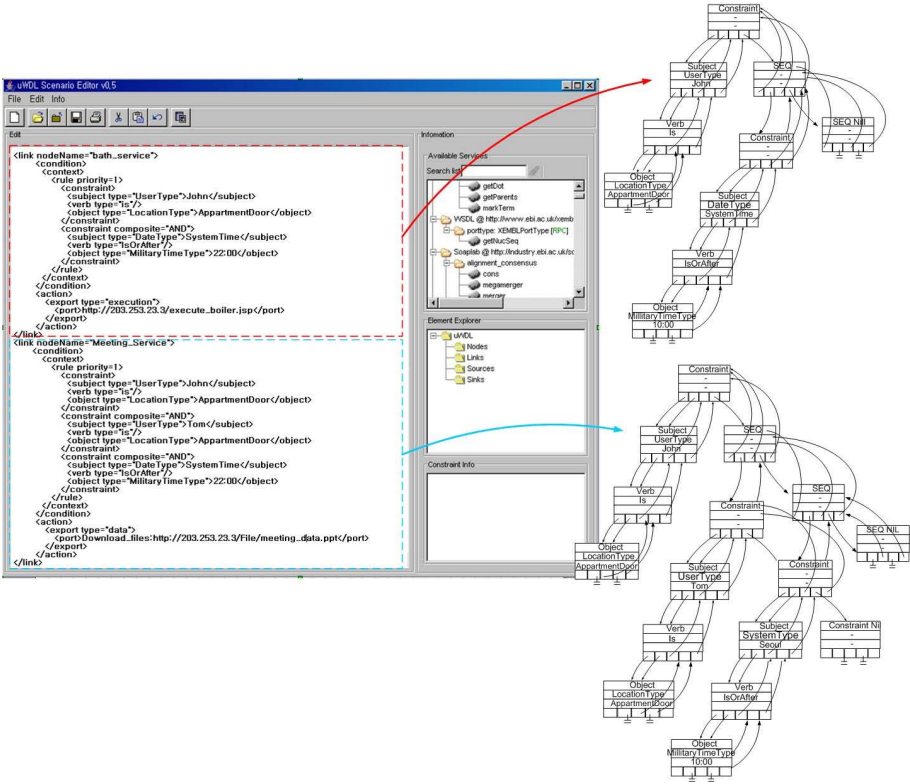 uWDL Scenario Editor v0,5
File Edit Info
Edit
<link nodeName="bath_service">
<condition>
<context>
<rule priority=1>
<constraint>
<subject type="UserType">John</subject>
<verb type="is"/>
<object type="LocationType">AppartmentDoor</object>
</constraint>
<constraint composite="AND">
<subject type="DateType">SystemTime</subject>
<verb type="IsOrAfter"/>
<object type="MilitaryTimeType">22:00</object>
</constraint>
</rule>
</context>
</condition>
<action>
<export type="execution">
<port>http://203.253.23.3/execute_boiler.jsp</port>
</export>
</action>
</link>
<link nodeName="Meeting_Service">
<condition>
<context>
<rule priority=1>
<constraint>
<subject type="UserType">John</subject>
<verb type="is"/>
<object type="LocationType">AppartmentDoor</object>
</constraint>
<constraint composite="AND">
<subject type="UserType">Tom</subject>
<verb type="is"/>
<object type="LocationType">AppartmentDoor</object>
</constraint>
<constraint composite="AND">
<subject type="DateType">SystemTime</subject>
<verb type="IsOrAfter"/>
<object type="MilitaryTimeType">22:00</object>
</constraint>
</rule>
</context>
</condition>
<action>
<export type="data">
<port>Download_files:http://203.253.23.3/File/meeting_data.ppt</port>
</export>
</action>
</link>
Infomation
Available Services
Search list
getDot
getParents
markTerm
WSDL @ http://www.ebi.ac.uk/xemb
porttype: XEMBLPortType [RPC]
getNucSeq
Soaplab @ http://industry.ebi.ac.uk/sc
alignment_consensus
cons
megamerger
merger
Element Explorer
uWDL
Nodes
Links
Sources
Sinks
Constraint Info
Constraint
-
-
Subject
UserType
John
SEQ
-
-
Verb
Is
SEQ Nill
-
-
Constraint
-
-
Object
LocationType
AppartmentDoor
Subject
DateType
SystemTime
Verb
IsOrAfter
Object
MillitaryTimeType
10:00
Constraint
-
-
Subject
UserType
John
SEQ
-
-
Verb
Is
SEQ
-
-
Constraint
-
-
SEQ NIL
-
-
Object
LocationType
AppartmentDoor
Subject
UserType
Tom
Constraint
-
-
Verb
Is
Subject
SystemType
Seoul
Constraint Ni
-
-
Object
LocationType
AppartmentDoor
Verb
IsOrAfter
Object
MillitaryTimeType
10:00